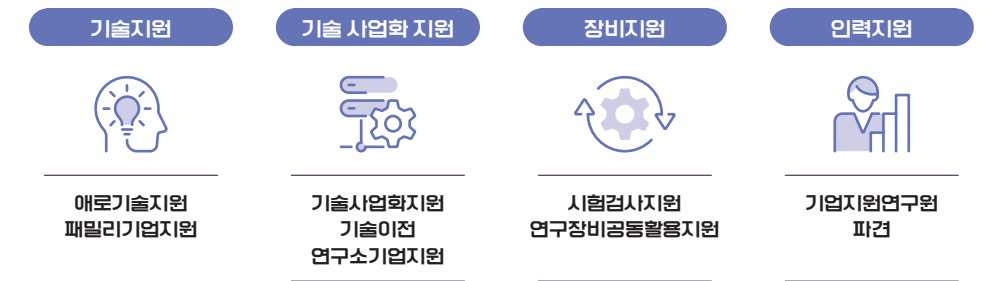 기술지원
기술 사업화 지원
장비지원
인력지원
애로기술지원
패밀리기업지원
기술사업화지원
기술이전
연구소기업지원
시험검사지원
연구장비공동활용지원
기업지원연구원
파견